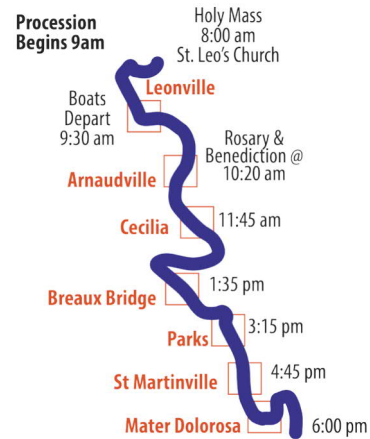 Procession
Begins 9am
Holy Mass
8:00 am
St. Leo's Church
Leonville
Boats
Depart
9:30 am
Rosary &
Benediction @
10:20 am
Arnaudville
Cecilia
11:45 am
Breaux Bridge
1:35 pm
Parks
3:15 pm
St Martinville
4:45 pm
Mater Dolorosa
6:00 pm